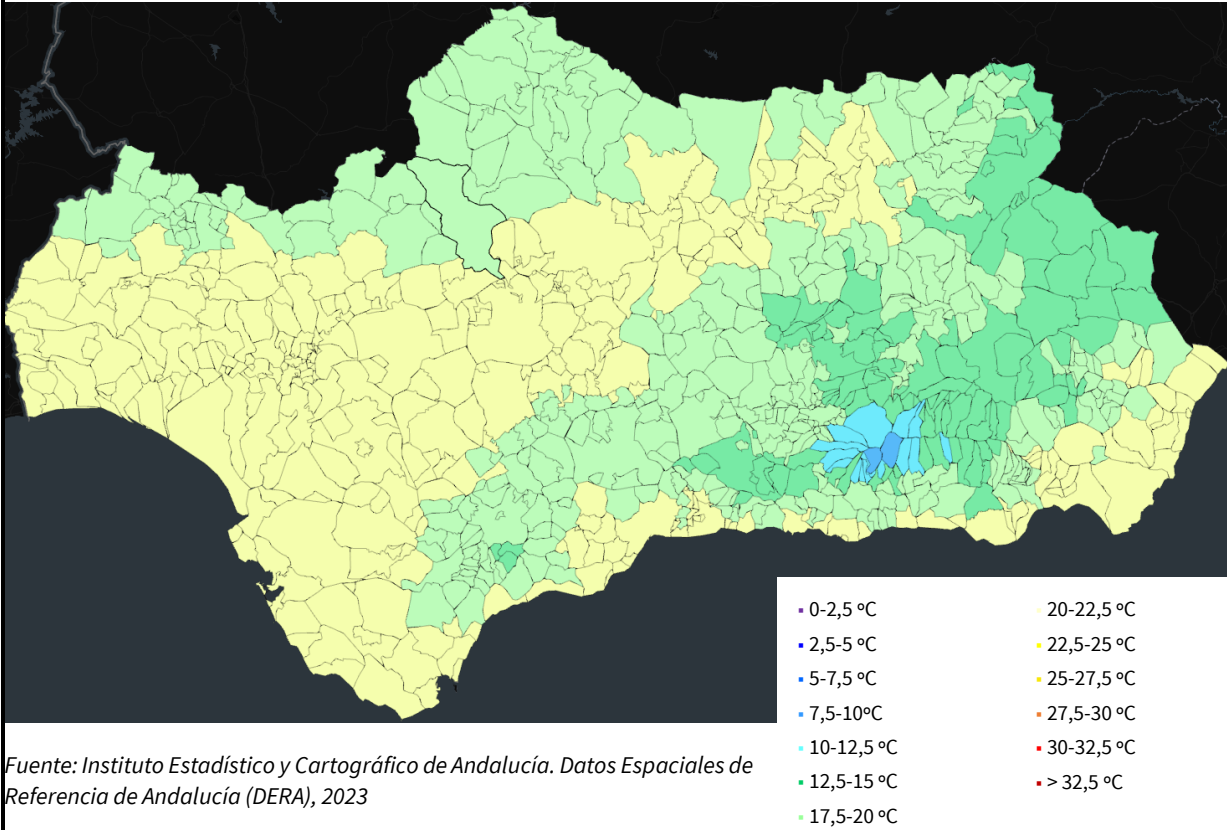 0-2,5 ºC
2,5-5 ºC
5-7,5 ºC
7,5-10ºC
10-12,5 ºC
12,5-15 ºC
17,5-20 ºC
20-22,5 ºC
22,5-25 ºC
25-27,5 ºC
27,5-30 ºC
30-32,5 ºC
> 32,5 ºC
Fuente: Instituto Estadístico y Cartográfico de Andalucía. Datos Espaciales de
Referencia de Andalucía (DERA), 2023